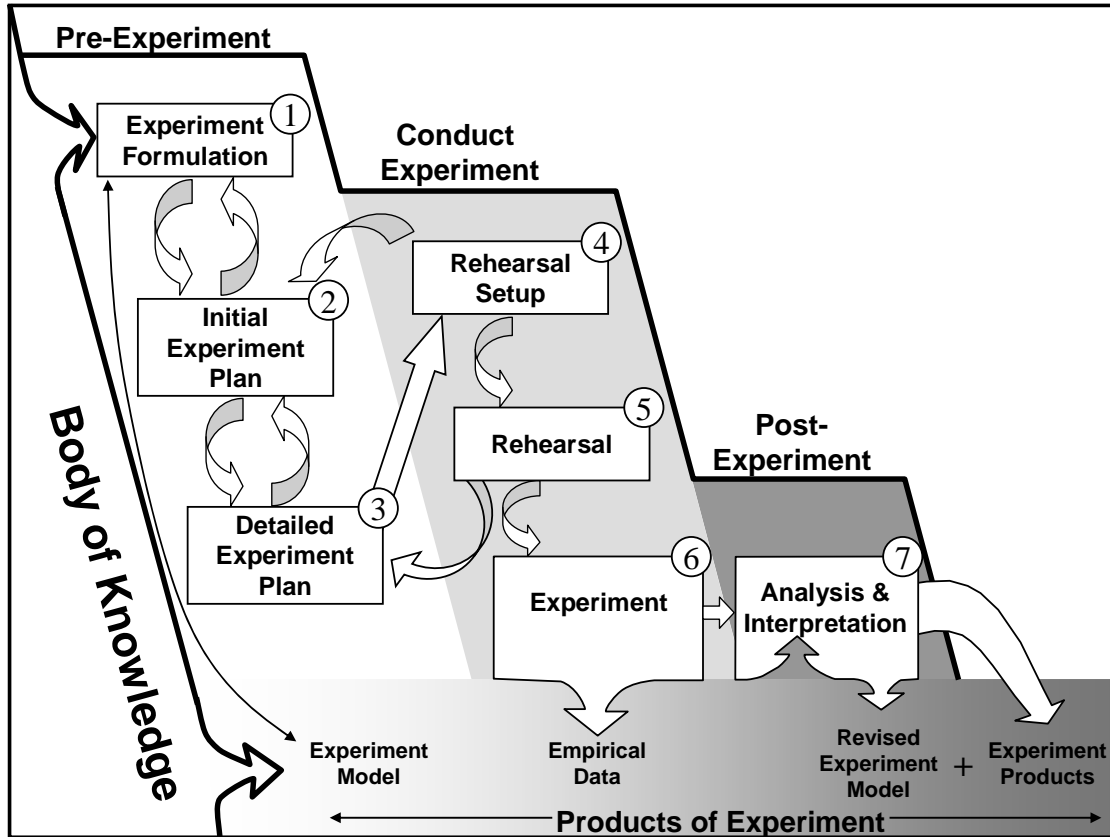 Pre-Experiment
1
Experiment
Formulation
Conduct
Experiment
4
Rehearsal
Setup
2
Initial
Experiment
Plan
5
Rehearsal
Post-
Experiment
3
Detailed
Experiment
Plan
6
Experiment
7
Analysis &
Interpretation
Body of Knowledge
Experiment
Model
Empirical
Data
Revised
Experiment
Model
+
Experiment
Products
Products of Experiment